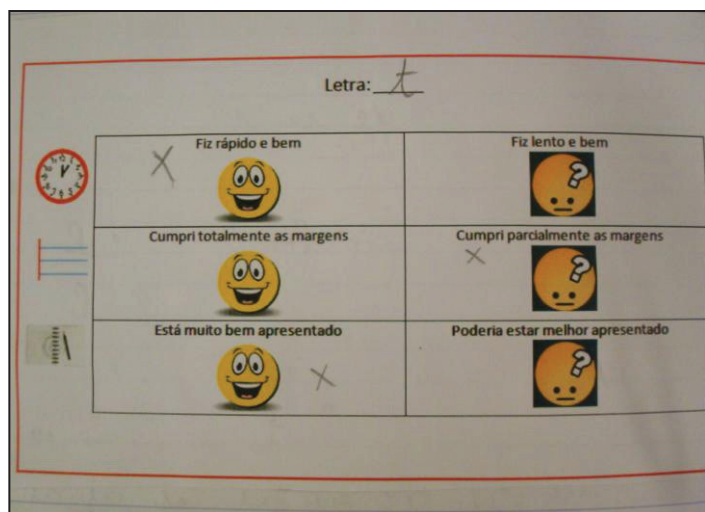 Letra: t
Fiz rápido e bem
Fiz lento e bem
X
Cumpri totalmente as margens
Cumpri parcialmente as margens
X
Está muito bem apresentado
Poderia estar melhor apresentado
X